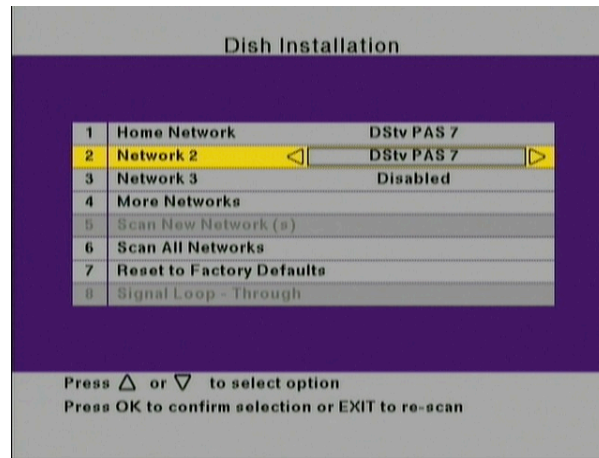 Dish Installation
1 Home Network DStv PAS 7
2 Network 2 DStv PAS 7
3 Network 3 Disabled
4 More Networks
5 Scan New Network (s)
6 Scan All Networks
7 Reset to Factory Defaults
8 Signal Loop - Through
Press △ or ▽ to select option
Press OK to confirm selection or EXIT to re-scan